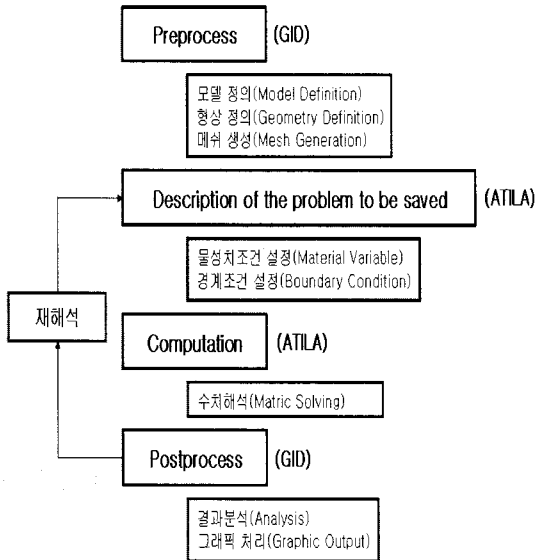 Preprocess (GID)
모델 정의(Model Definition)
형상 정의(Geometry Definition)
메쉬 생성(Mesh Generation)
Description of the problem to be saved (ATILA)
물성치조건 설정(Material Variable)
경계조건 설정(Boundary Condition)
재해석
Computation (ATILA)
수치해석(Matric Solving)
Postprocess (GID)
결과분석(Analysis)
그래픽 처리(Graphic Output)